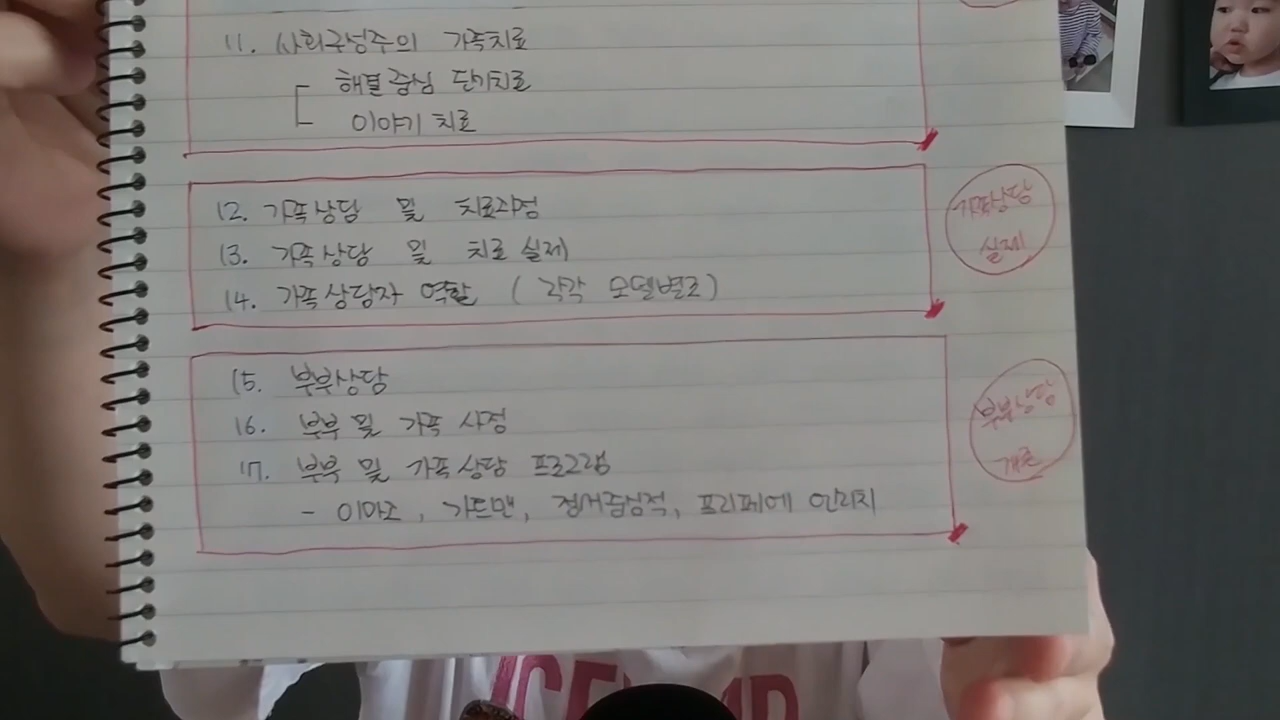 11. 사회구성주의 가족치료
해결중심 단기치료
이야기 치료
12. 가족상담 및 치료과정
13. 가족상담 및 치료 실제
14. 가족상담자 역할 (각각 모델별로)
가족상담
실제
15. 부부상담
16. 부부 및 가족 사정
17. 부부 및 가족상담 프로그램
- 이마고, 가트맨, 정서중심적, 프리페어 인리치
부부상담
개론